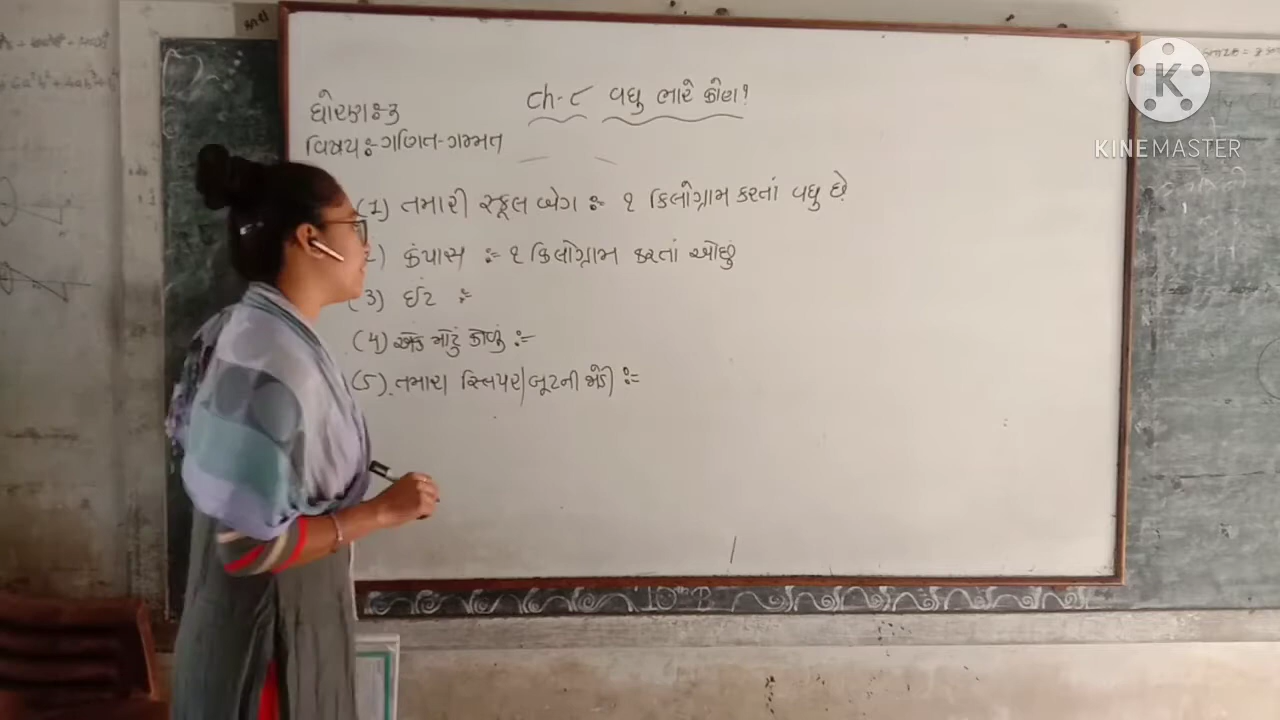 ધોરણઃ-૩
Ch-૮ વધુ ભારે કોણ?
વિષયઃ-ગણિત-ગમ્મત
(1) તમારી સ્કૂલ બેગ :- ૧ કિલોગ્રામ કરતાં વધુ છે
કંપાસ :- ૧ કિલોગ્રામ કરતાં ઓછું
(3) ઈંટ :-
(4) એક મોટું કોળું :-
(5) તમારા સ્લિપર/બૂટની જોડી :-
10th B
KINEMASTER